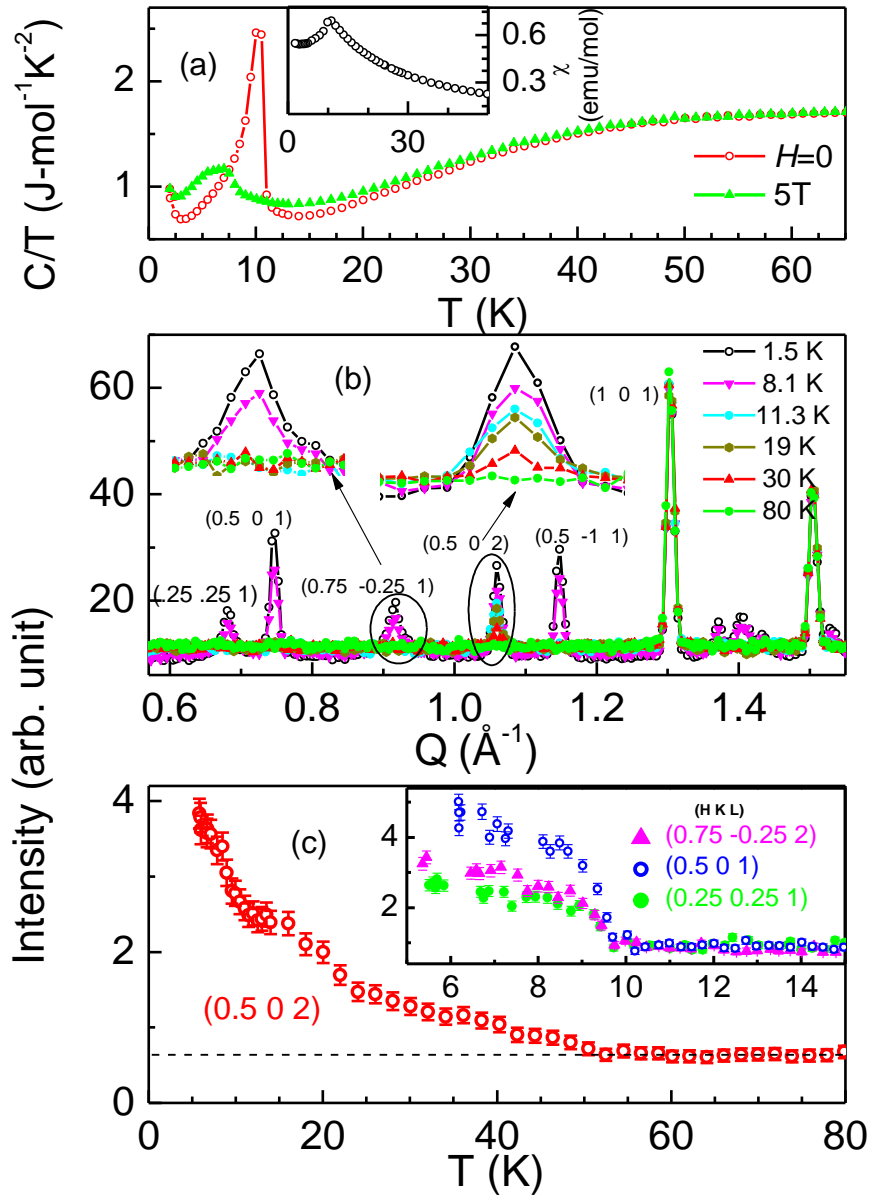 (a)
C/T (J-mol⁻¹K⁻²)
2
1
0.6
0.3
χ
(emu/mol)
0 30
H=0
5T
0 10 20 30 40 50 60
T (K)
(b)
60
40
20
1.5 K
8.1 K
11.3 K
19 K
30 K
80 K
(1 0 1)
(0.5 0 1)
(.25 .25 1)
(0.75 -0.25 1)
(0.5 0 2)
(0.5 -1 1)
0.6 0.8 1.0 1.2 1.4
Q (Å⁻¹)
Intensity (arb. unit)
(c)
4
2
0
(0.5 0 2)
4
2
(H K L)
(0.75 -0.25 2)
(0.5 0 1)
(0.25 0.25 1)
6 8 10 12 14
0 20 40 60 80
T (K)